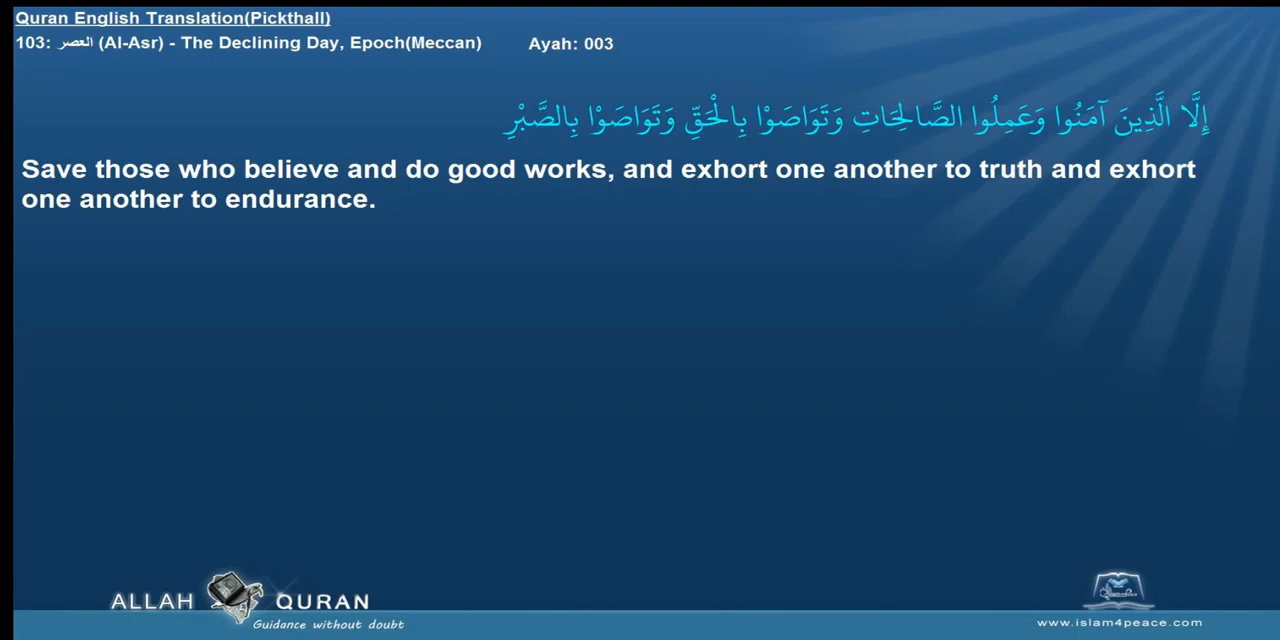 Quran English Translation(Pickthall)
103: العصر (Al-Asr) - The Declining Day, Epoch(Meccan) Ayah: 003
إِلَّا الَّذِينَ آمَنُوا وَعَمِلُوا الصَّالِحَاتِ وَتَوَاصَوْا بِالْحَقِّ وَتَوَاصَوْا بِالصَّبْرِ
Save those who believe and do good works, and exhort one another to truth and exhort
one another to endurance.
ALLAH QURAN
Guidance without doubt
www.islam4peace.com